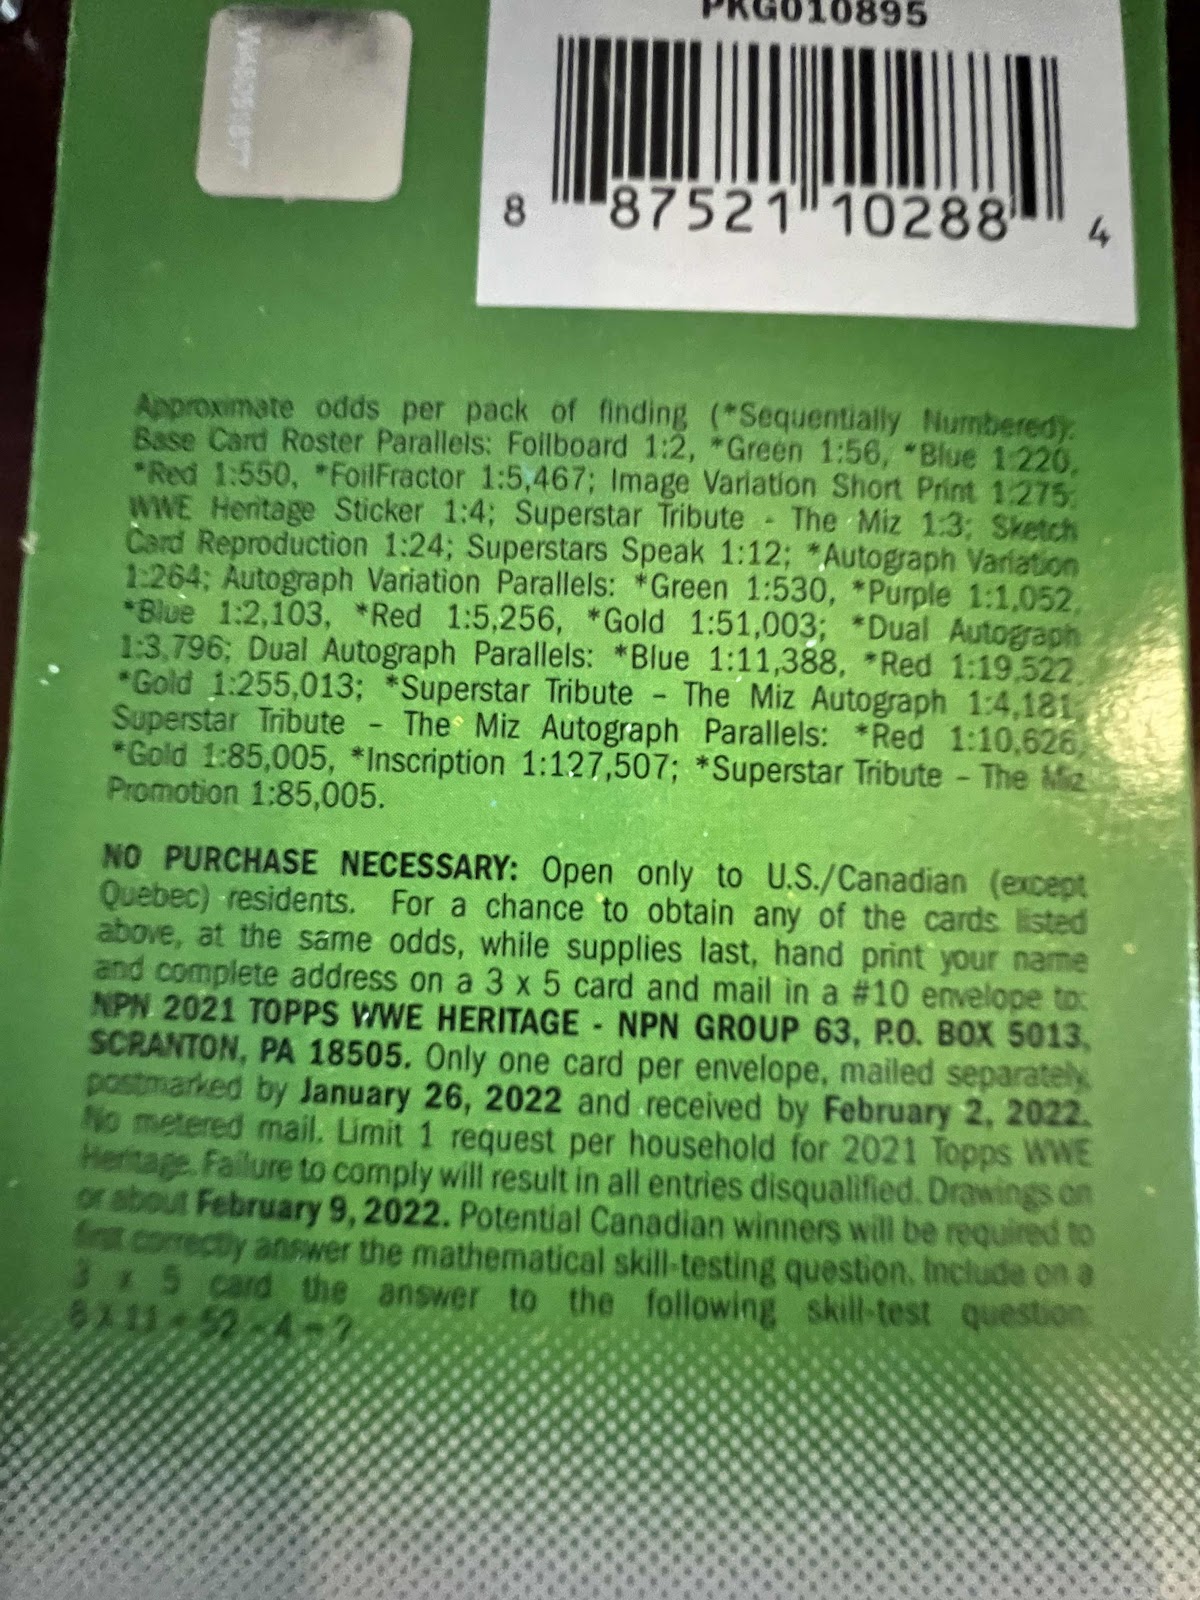 PKG010895
8 87521 10288 4
Approximate odds per pack of finding (*Sequentially Numbered):
Base Card Roster Parallels: Foilboard 1:2, *Green 1:56, *Blue 1:220,
*Red 1:550, *FoilFractor 1:5,467; Image Variation Short Print 1:275;
WWE Heritage Sticker 1:4; Superstar Tribute - The Miz 1:3; Sketch
Card Reproduction 1:24; Superstars Speak 1:12; *Autograph Variation
1:264; Autograph Variation Parallels: *Green 1:530, *Purple 1:1,052,
*Blue 1:2,103, *Red 1:5,256, *Gold 1:51,003; *Dual Autograph
1:3,796; Dual Autograph Parallels: *Blue 1:11,388, *Red 1:19,522,
*Gold 1:255,013; *Superstar Tribute – The Miz Autograph 1:4,181;
Superstar Tribute – The Miz Autograph Parallels: *Red 1:10,626,
*Gold 1:85,005, *Inscription 1:127,507; *Superstar Tribute – The Miz
Promotion 1:85,005.
NO PURCHASE NECESSARY: Open only to U.S./Canadian (except
Quebec) residents. For a chance to obtain any of the cards listed
above, at the same odds, while supplies last, hand print your name
and complete address on a 3 x 5 card and mail in a #10 envelope to:
NPN 2021 TOPPS WWE HERITAGE - NPN GROUP 63, P.O. BOX 5013,
SCRANTON, PA 18505. Only one card per envelope, mailed separately,
postmarked by January 26, 2022 and received by February 2, 2022.
No metered mail. Limit 1 request per household for 2021 Topps WWE
Heritage. Failure to comply will result in all entries disqualified. Drawings on
or about February 9, 2022. Potential Canadian winners will be required to
first correctly answer the mathematical skill-testing question. Include on a
3 x 5 card the answer to the following skill-test question:
8 x 11 52 4 = ?